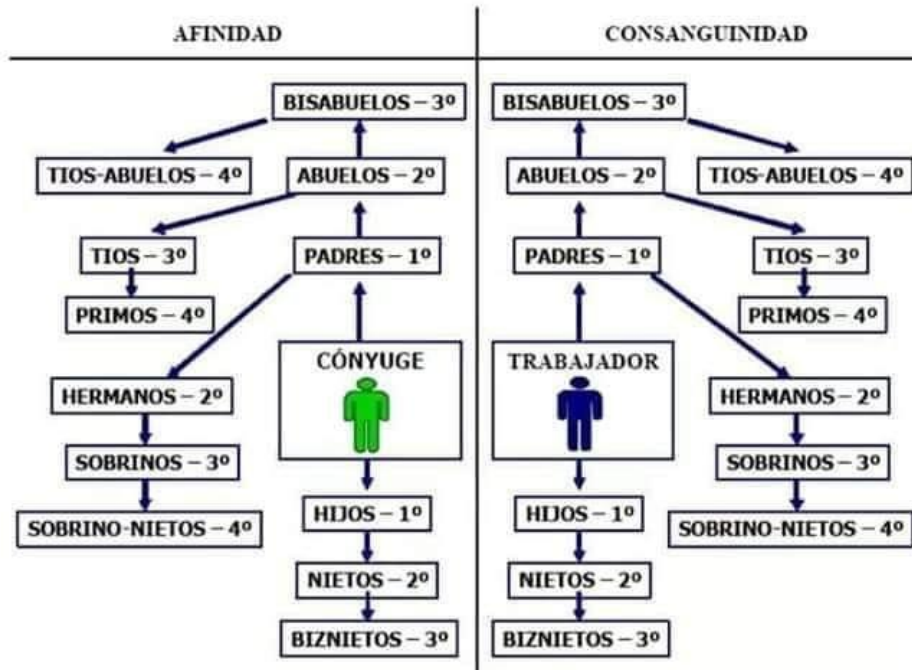 AFINIDAD
CONSANGUINIDAD
BISABUELOS – 3º
BISABUELOS – 3º
TIOS-ABUELOS – 4º
ABUELOS – 2º
ABUELOS – 2º
TIOS-ABUELOS – 4º
TIOS – 3º
PADRES – 1º
PADRES – 1º
TIOS – 3º
PRIMOS – 4º
PRIMOS – 4º
CÓNYUGE
TRABAJADOR
HERMANOS – 2º
HERMANOS – 2º
SOBRINOS – 3º
SOBRINOS – 3º
SOBRINO-NIETOS – 4º
HIJOS – 1º
HIJOS – 1º
SOBRINO-NIETOS – 4º
NIETOS – 2º
NIETOS – 2º
BIZNIETOS – 3º
BIZNIETOS – 3º